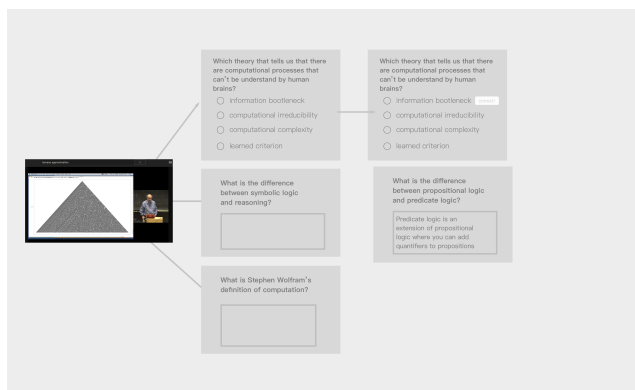 Which theory that tells us that there
are computational processes that
can't be understand by human
brains?
information bootleneck
computational irreducibility
computational complexity
learned criterion
Which theory that tells us that there
are computational processes that
can't be understand by human
brains?
information bootleneck
computational irreducibility
computational complexity
learned criterion
What is the difference
between symbolic logic
and reasoning?
What is the difference
between propositional logic
and predicate logic?
Predicate logic is an
extension of propositional
logic where you can add
quantifiers to propositions
What is Stephen Wolfram's
definition of computation?